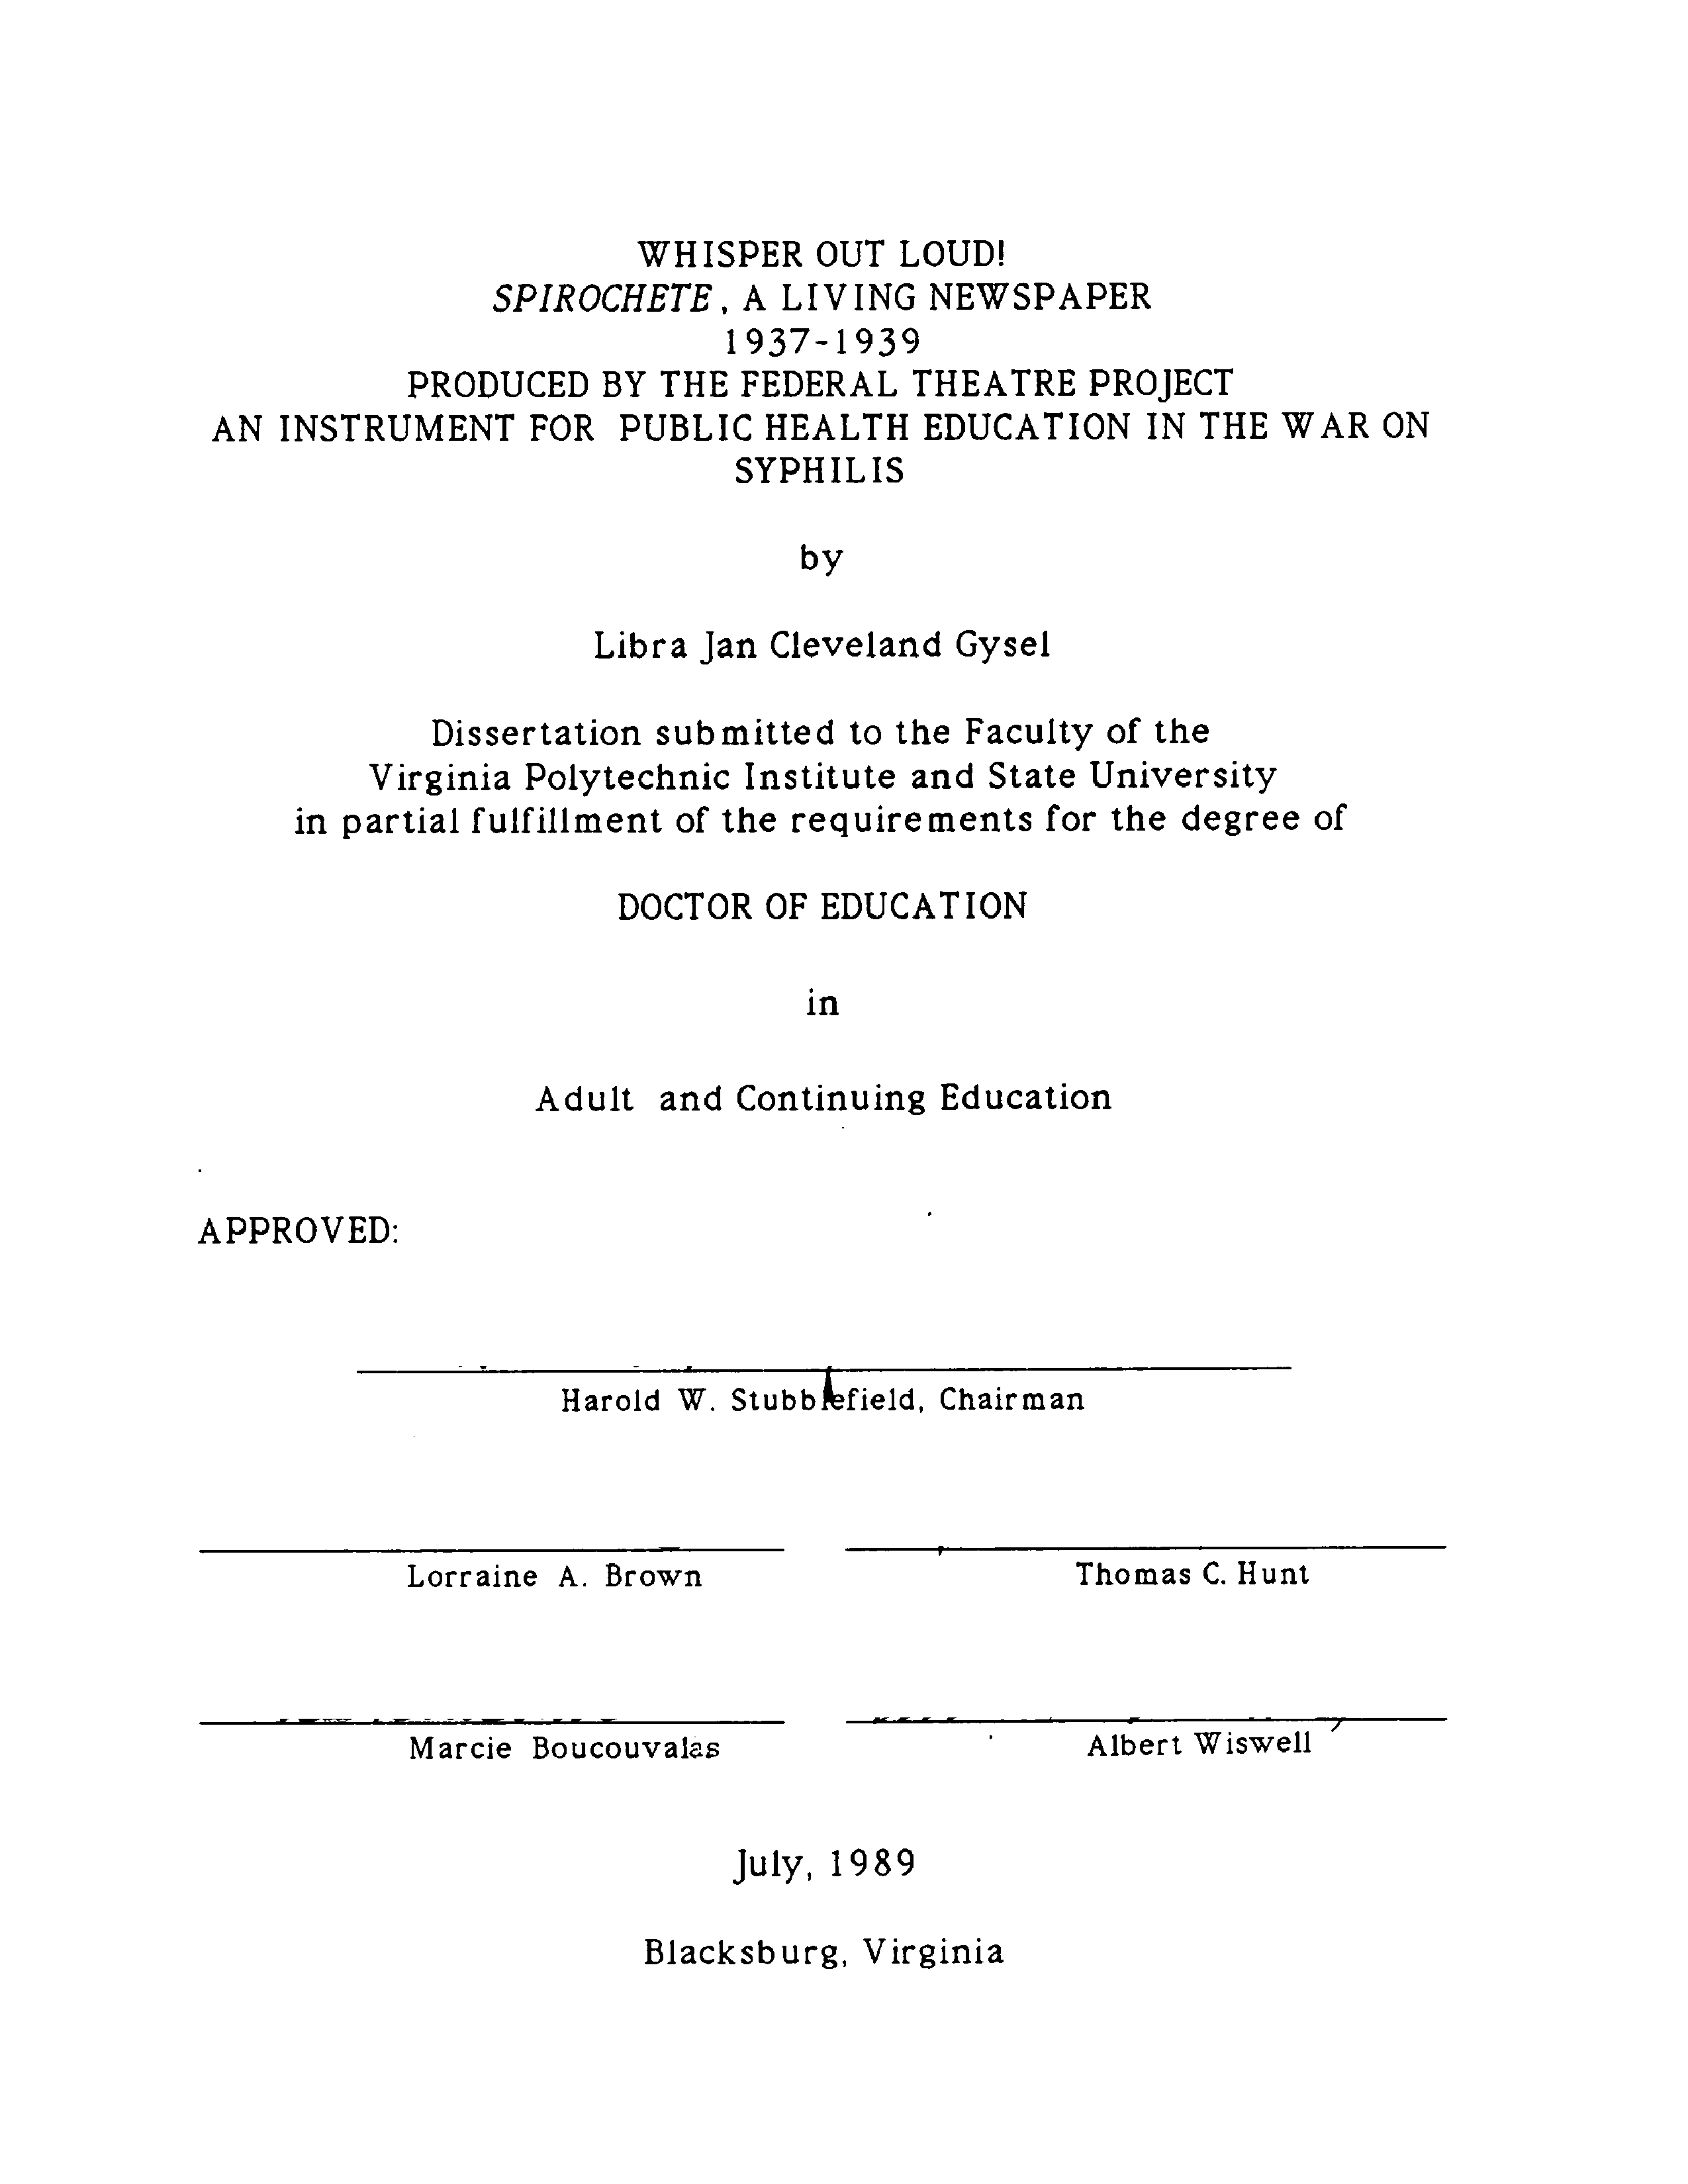 WHISPER OUT LOUD!
SPIROCHETE, A LIVING NEWSPAPER
1937-1939
PRODUCED BY THE FEDERAL THEATRE PROJECT
AN INSTRUMENT FOR PUBLIC HEALTH EDUCATION IN THE WAR ON
SYPHILIS
by
Libra Jan Cleveland Gysel
Dissertation submitted to the Faculty of the
Virginia Polytechnic Institute and State University
in partial fulfillment of the requirements for the degree of
DOCTOR OF EDUCATION
in
Adult and Continuing Education
APPROVED:
Harold W. Stubblefield, Chairman
Lorraine A. Brown Thomas C. Hunt
Marcie Boucouvalas Albert Wiswell
July, 1989
Blacksburg, Virginia